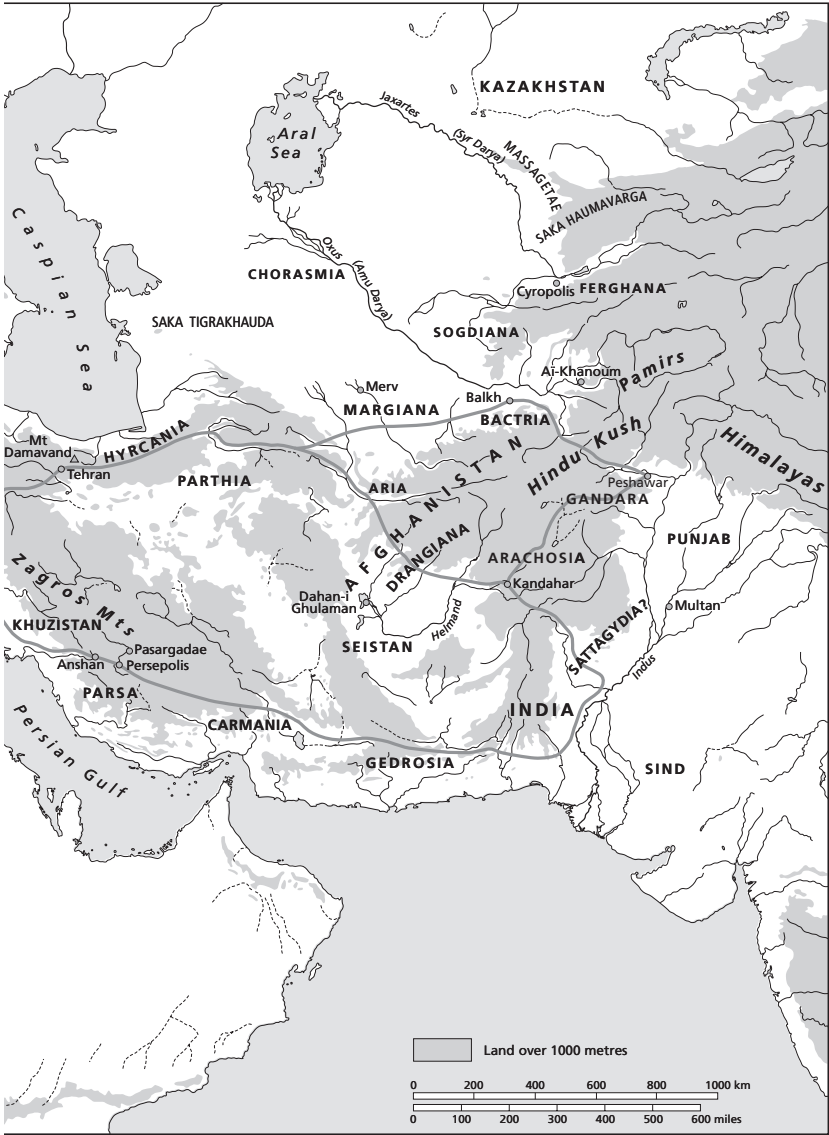 KAZAKHSTAN
Jaxartes
(Syr Darya)
Aral
Sea
MASSAGETAE
SAKA HAUMAVARGA
Caspian Sea
Oxus
(Amu Darya)
CHORASMIA
Cyropolis
FERGHANA
SAKA TIGRAKHAUDA
SOGDIANA
Aï-Khanoum
Pamirs
Merv
Balkh
MARGIANA
BACTRIA
HYRCANIA
Mt
Damavand
Tehran
Hindu Kush
Himalayas
PARTHIA
ARIA
Peshawar
GANDARA
AFGHANISTAN
DRANGIANA
PUNJAB
ARACHOSIA
Kandahar
Zagros Mts
Dahan-i
Ghulaman
Multan
KHUZISTAN
Helmand
SATTAGYDIA?
SEISTAN
Pasargadae
Anshan
Persepolis
Indus
PARSA
INDIA
CARMANIA
Persian Gulf
GEDROSIA
SIND
Land over 1000 metres
0 200 400 600 800 1000 km
0 100 200 300 400 500 600 miles